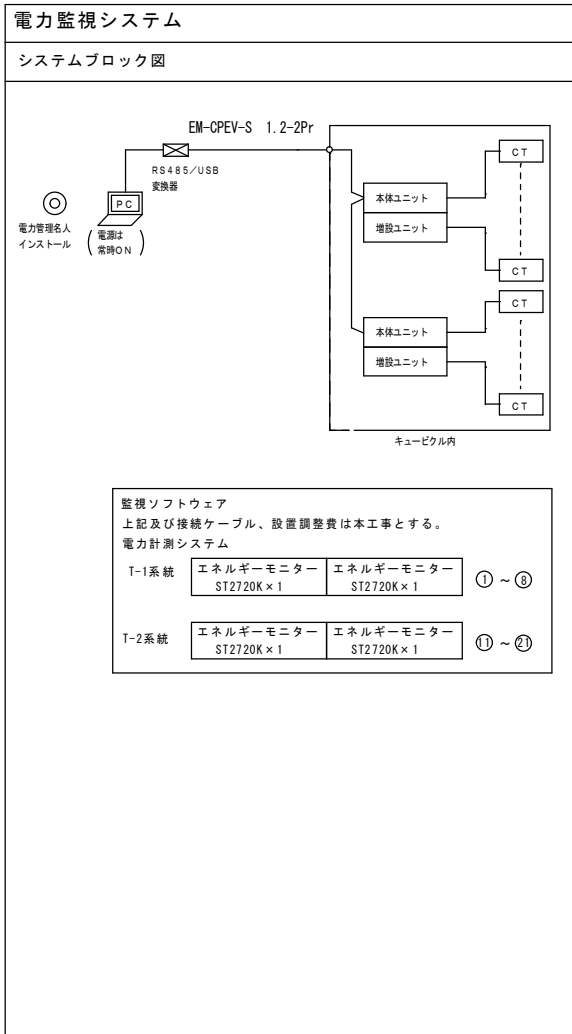 電力監視システム
システムブロック図
EM-CPEV-S 1.2-2Pr
RS485/USB
変換器
PC
電力管理名人
インストール
(電源は
常時ON)
CT
本体ユニット
増設ユニット
CT
CT
本体ユニット
増設ユニット
CT
キュービクル内
監視ソフトウェア
上記及び接続ケーブル、設置調整費は本工事とする。
電力計測システム
T-1系統 エネルギーモニター エネルギーモニター ①~⑧
ST2720K×1 ST2720K×1
T-2系統 エネルギーモニター エネルギーモニター ⑪~㉑
ST2720K×1 ST2720K×1